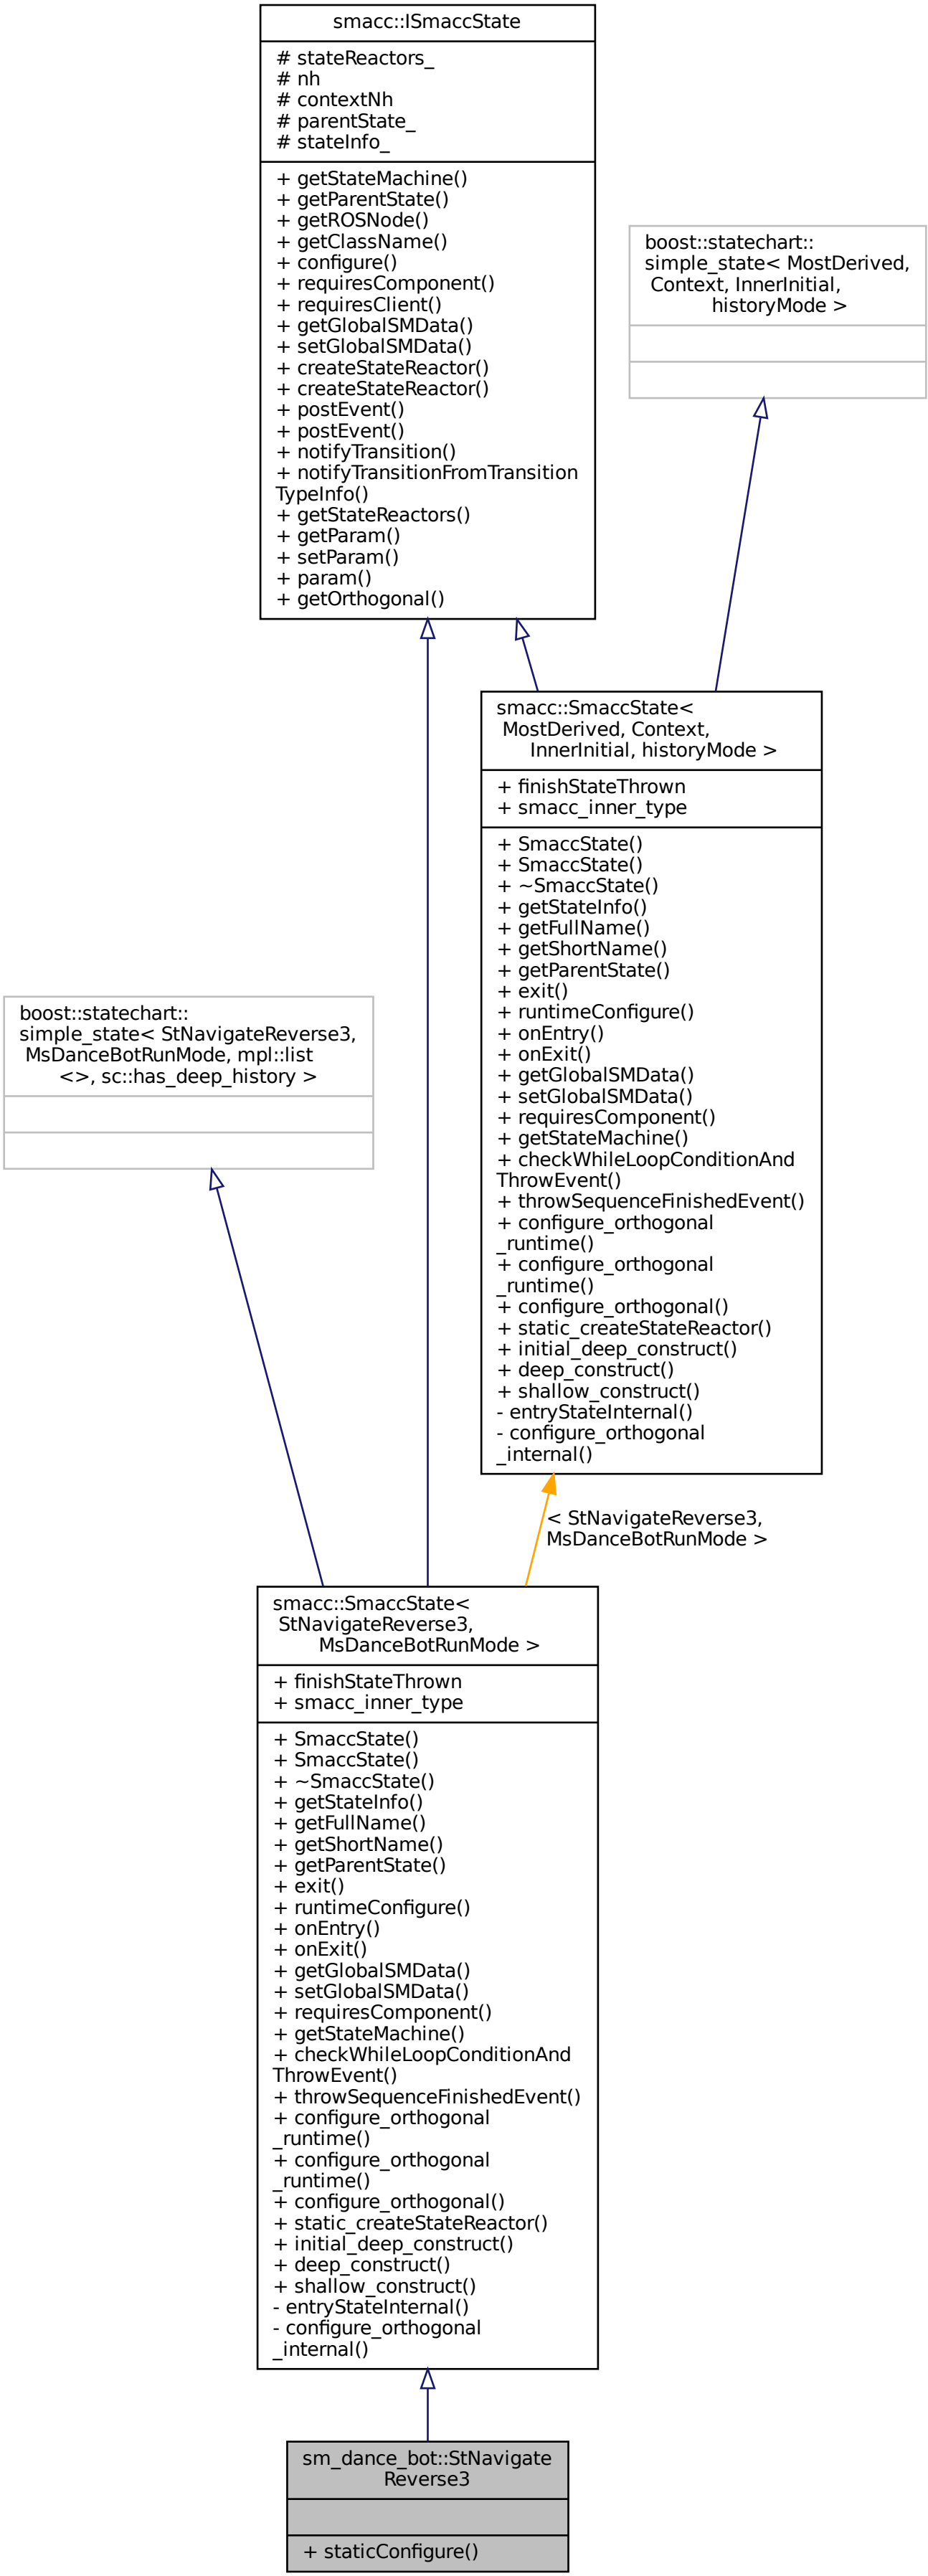 smacc::ISmaccState
# stateReactors_
# nh
# contextNh
# parentState_
# stateInfo_
+ getStateMachine()
+ getParentState()
+ getROSNode()
+ getClassName()
+ configure()
+ requiresComponent()
+ requiresClient()
+ getGlobalSMData()
+ setGlobalSMData()
+ createStateReactor()
+ createStateReactor()
+ postEvent()
+ postEvent()
+ notifyTransition()
+ notifyTransitionFromTransition
TypeInfo()
+ getStateReactors()
+ getParam()
+ setParam()
+ param()
+ getOrthogonal()
boost::statechart::
simple_state< MostDerived,
Context, InnerInitial,
historyMode >
smacc::SmaccState<
MostDerived, Context,
InnerInitial, historyMode >
+ finishStateThrown
+ smacc_inner_type
+ SmaccState()
+ SmaccState()
+ ~SmaccState()
+ getStateInfo()
+ getFullName()
+ getShortName()
+ getParentState()
+ exit()
+ runtimeConfigure()
+ onEntry()
+ onExit()
+ getGlobalSMData()
+ setGlobalSMData()
+ requiresComponent()
+ getStateMachine()
+ checkWhileLoopConditionAnd
ThrowEvent()
+ throwSequenceFinishedEvent()
+ configure_orthogonal
_runtime()
+ configure_orthogonal
_runtime()
+ configure_orthogonal()
+ static_createStateReactor()
+ initial_deep_construct()
+ deep_construct()
+ shallow_construct()
- entryStateInternal()
- configure_orthogonal
_internal()
boost::statechart::
simple_state< StNavigateReverse3,
MsDanceBotRunMode, mpl::list
<>, sc::has_deep_history >
< StNavigateReverse3,
MsDanceBotRunMode >
smacc::SmaccState<
StNavigateReverse3,
MsDanceBotRunMode >
+ finishStateThrown
+ smacc_inner_type
+ SmaccState()
+ SmaccState()
+ ~SmaccState()
+ getStateInfo()
+ getFullName()
+ getShortName()
+ getParentState()
+ exit()
+ runtimeConfigure()
+ onEntry()
+ onExit()
+ getGlobalSMData()
+ setGlobalSMData()
+ requiresComponent()
+ getStateMachine()
+ checkWhileLoopConditionAnd
ThrowEvent()
+ throwSequenceFinishedEvent()
+ configure_orthogonal
_runtime()
+ configure_orthogonal
_runtime()
+ configure_orthogonal()
+ static_createStateReactor()
+ initial_deep_construct()
+ deep_construct()
+ shallow_construct()
- entryStateInternal()
- configure_orthogonal
_internal()
sm_dance_bot::StNavigate
Reverse3
+ staticConfigure()